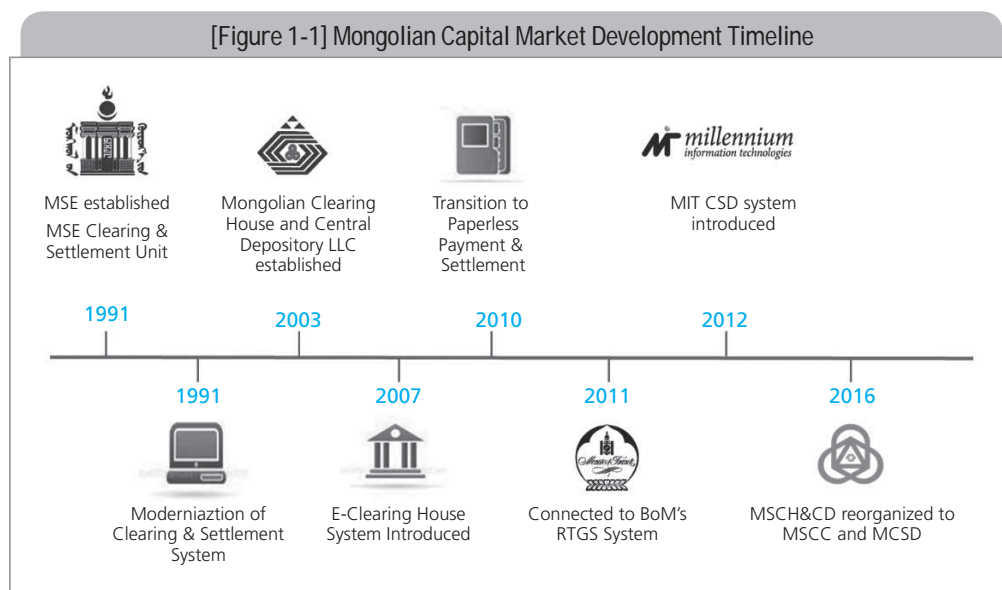 [Figure 1-1] Mongolian Capital Market Development Timeline
millennium
information technologies
MSE established
MSE Clearing &
Settlement Unit
Mongolian Clearing
House and Central
Depository LLC
established
Transition to
Paperless
Payment &
Settlement
MIT CSD system
introduced
1991
2003
2010
2012
1991
2007
2011
2016
Moderniaztion of
Clearing & Settlement
System
E-Clearing House
System Introduced
Connected to BoM's
RTGS System
MSCH&CD reorganized to
MSCC and MCSD